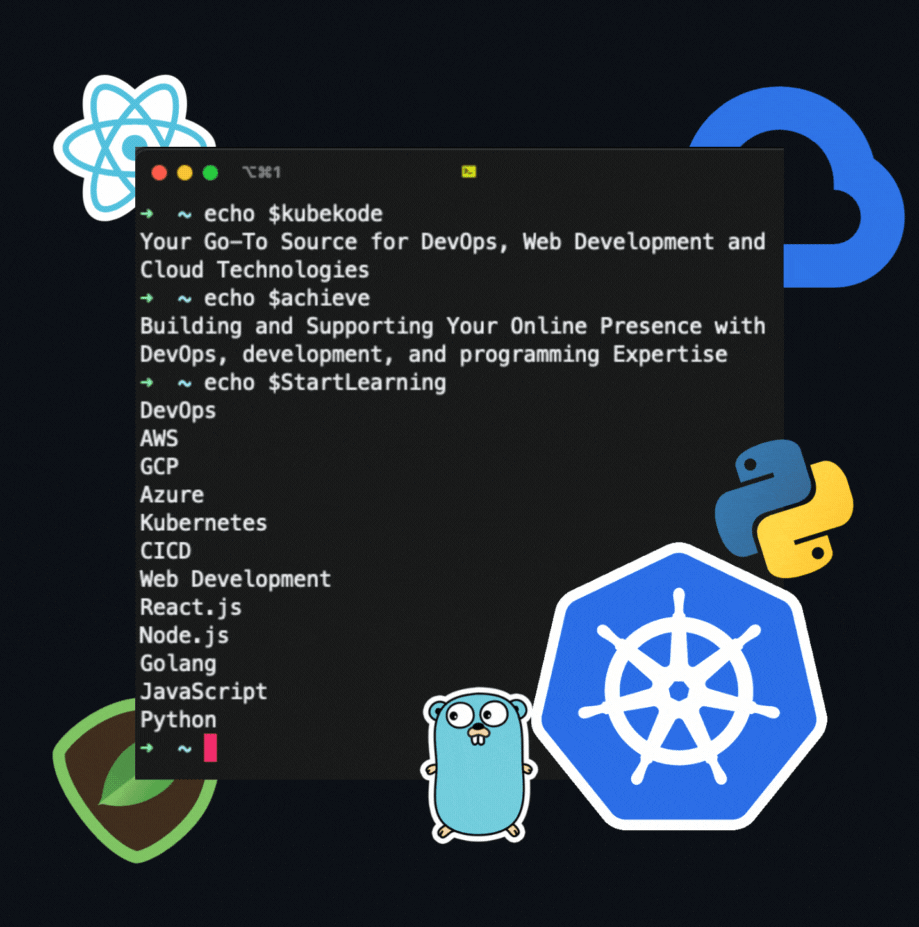 ⌥⌘1
➜ ~ echo $kubekode
Your Go-To Source for DevOps, Web Development and
Cloud Technologies
➜ ~ echo $achieve
Building and Supporting Your Online Presence with
DevOps, development, and programming Expertise
➜ ~ echo $StartLearning
DevOps
AWS
GCP
Azure
Kubernetes
CICD
Web Development
React.js
Node.js
Golang
JavaScript
Python
➜ ~